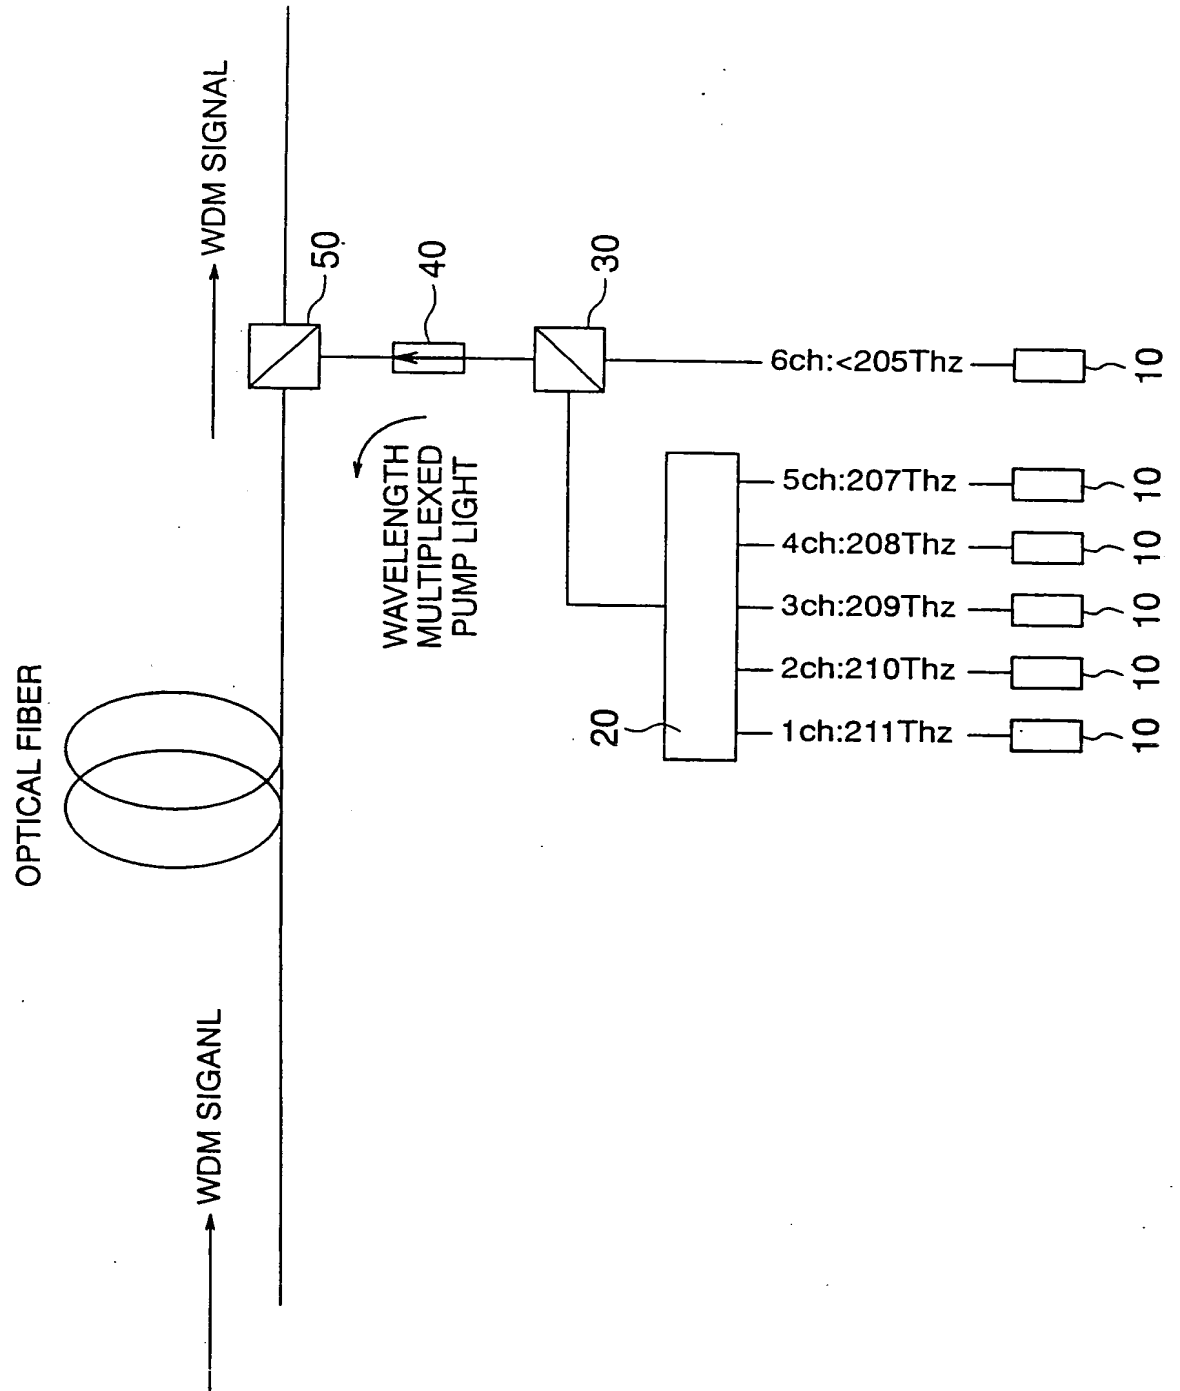 OPTICAL FIBER
WDM SIGANL
WDM SIGNAL
50
40
30
WAVELENGTH
MULTIPLEXED
PUMP LIGHT
20
1ch:211Thz
2ch:210Thz
3ch:209Thz
4ch:208Thz
5ch:207Thz
6ch:<205Thz
10
10
10
10
10
10